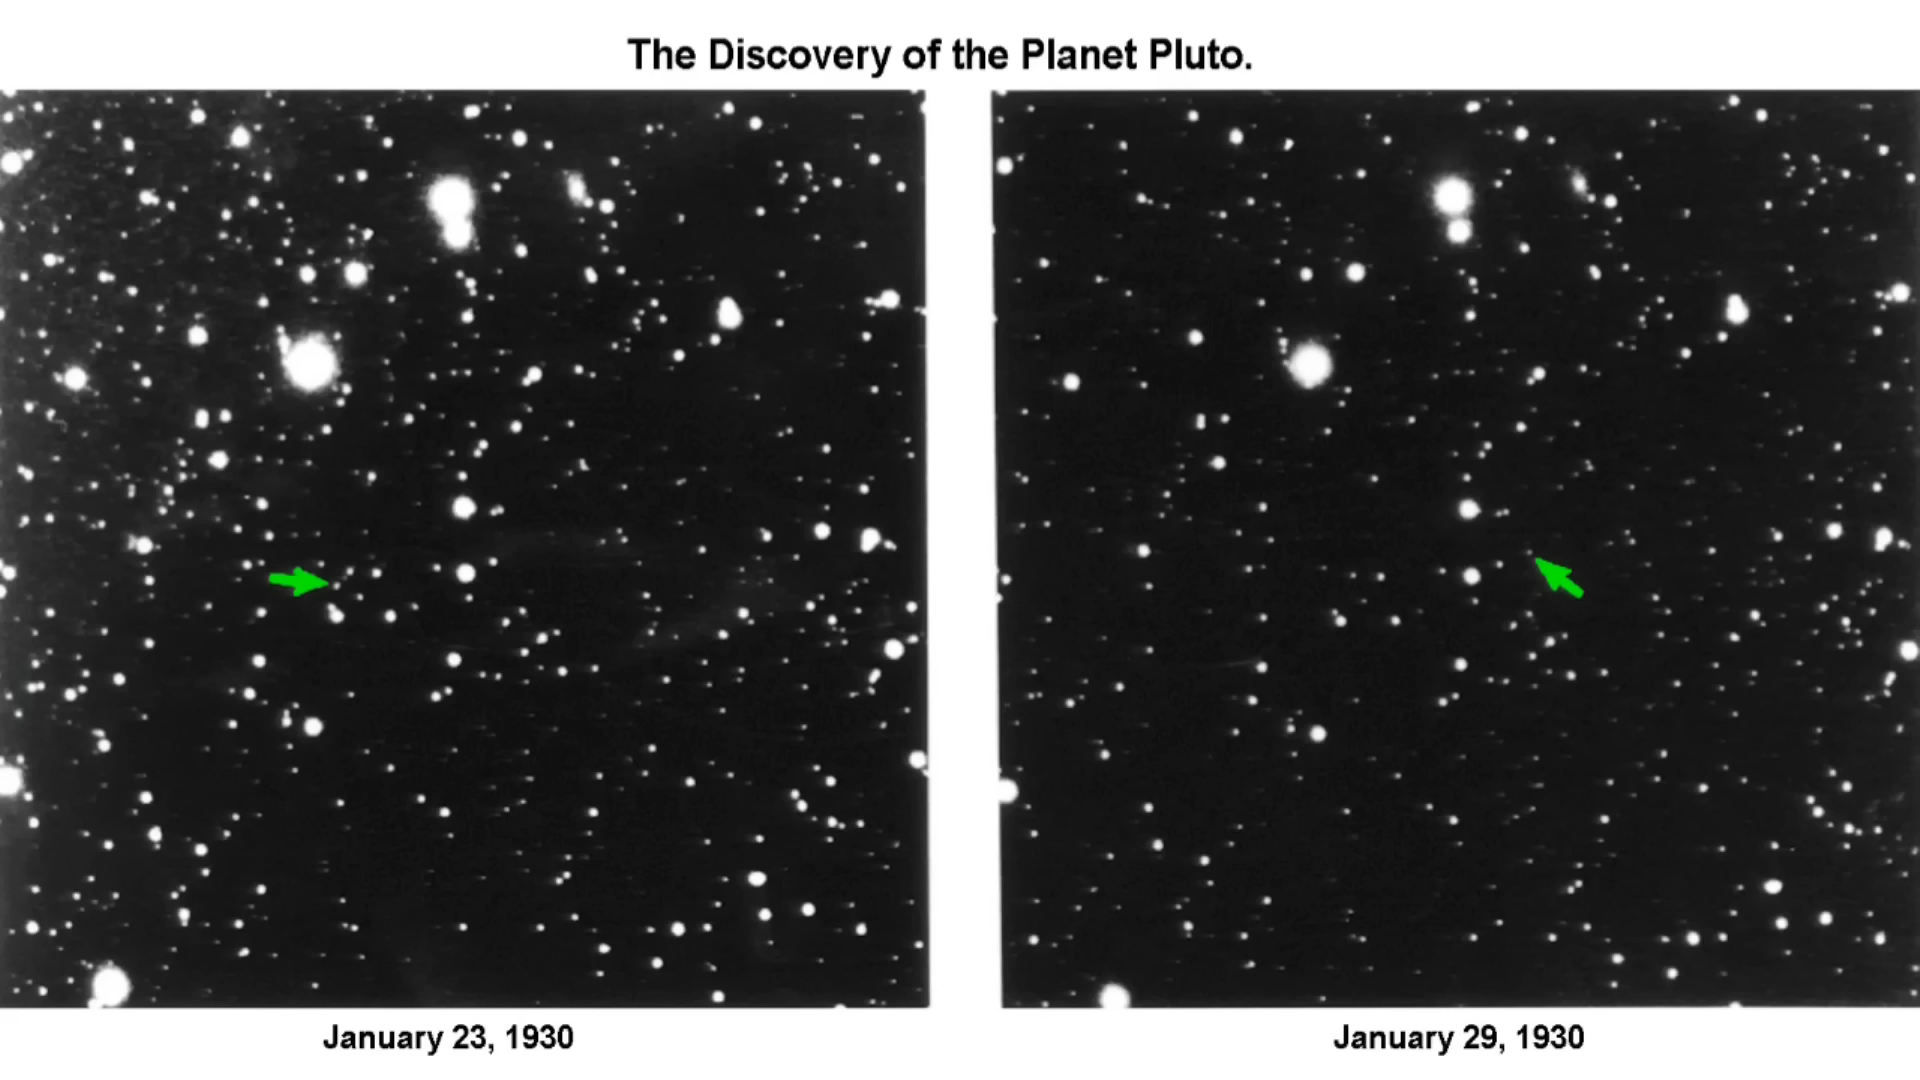 The Discovery of the Planet Pluto.
January 23, 1930
January 29, 1930